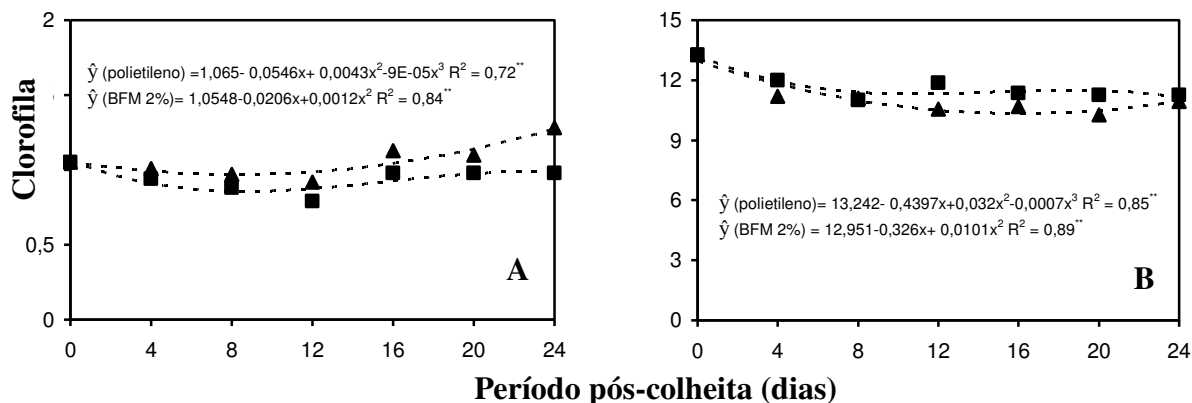 2
ŷ (polietileno) =1,065- 0,0546x+ 0,0043x²-9E-05x³ R² = 0,72**
ŷ (BFM 2%)= 1,0548-0,0206x+0,0012x² R² = 0,84**
1
0,5
0
Clorofila
A
0 4 8 12 16 20 24
15
12
9
6
3
0
ŷ (polietileno)= 13,242- 0,4397x+0,032x²-0,0007x³ R² = 0,85**
ŷ (BFM 2%) = 12,951-0,326x+ 0,0101x² R² = 0,89**
B
0 4 8 12 16 20 24
Período pós-colheita (dias)